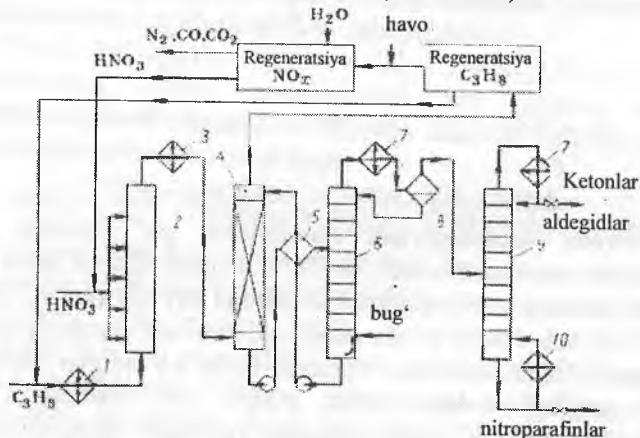 H₂O
havo
N₂.CO.CO₂
HNO₃
Regeneratsiya
NOx
Regeneratsiya
C₃H₈
3
4
7
7
2
5
6
8
9
Ketonlar
aldegidlar
HNO₃
bug‘
1
10
C₃H₈
nitroparafinlar